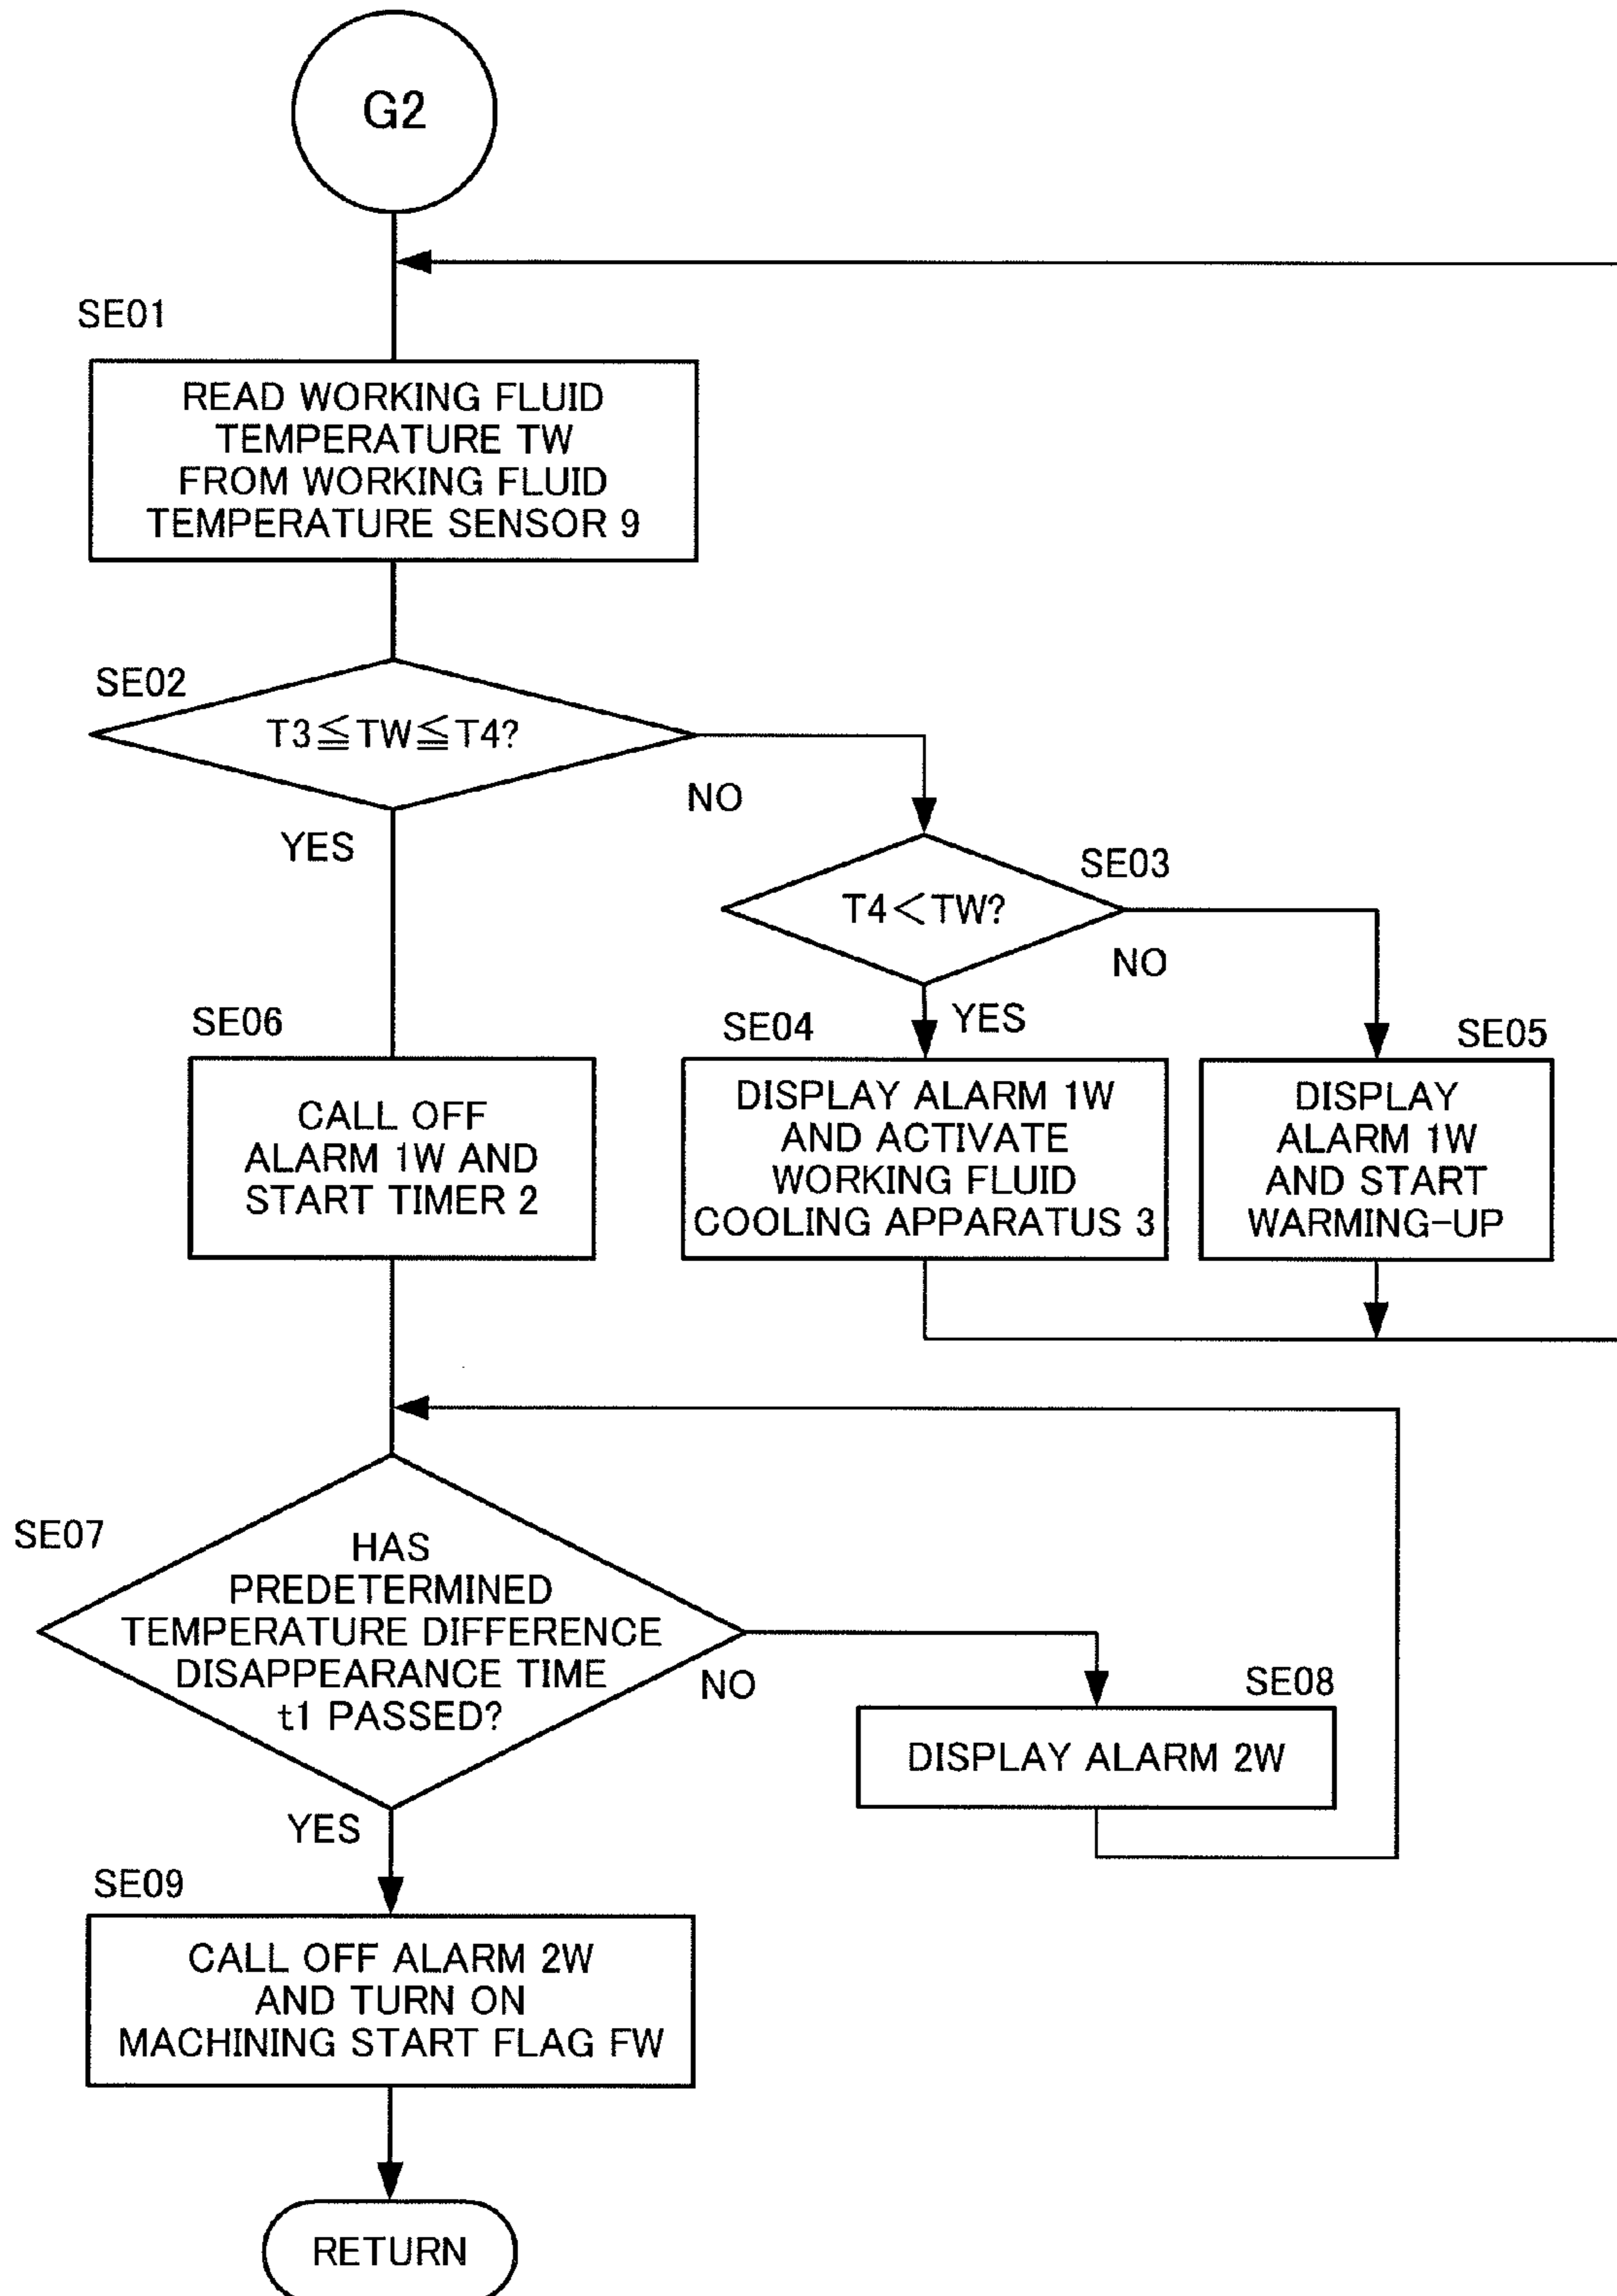 G2
SE01
READ WORKING FLUID
TEMPERATURE TW
FROM WORKING FLUID
TEMPERATURE SENSOR 9
SE02
T3≦TW≦T4?
NO
YES
SE03
T4<TW?
NO
YES
SE04
DISPLAY ALARM 1W
AND ACTIVATE
WORKING FLUID
COOLING APPARATUS 3
SE05
DISPLAY
ALARM 1W
AND START
WARMING-UP
SE06
CALL OFF
ALARM 1W AND
START TIMER 2
SE07
HAS
PREDETERMINED
TEMPERATURE DIFFERENCE
DISAPPEARANCE TIME
t1 PASSED?
NO
SE08
DISPLAY ALARM 2W
YES
SE09
CALL OFF ALARM 2W
AND TURN ON
MACHINING START FLAG FW
RETURN